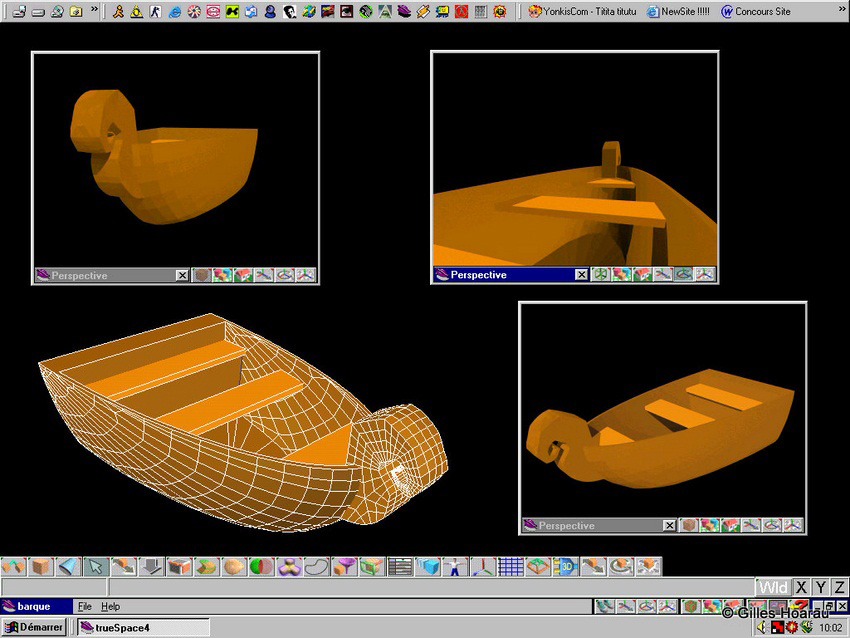 » YonkisCom - Titita titutu NewSite !!!!! Concours Site »
Perspective
Perspective
Perspective
3D
Wld X Y Z
barque File Help
© Gilles Hoarau
Démarrer trueSpace4 10:02